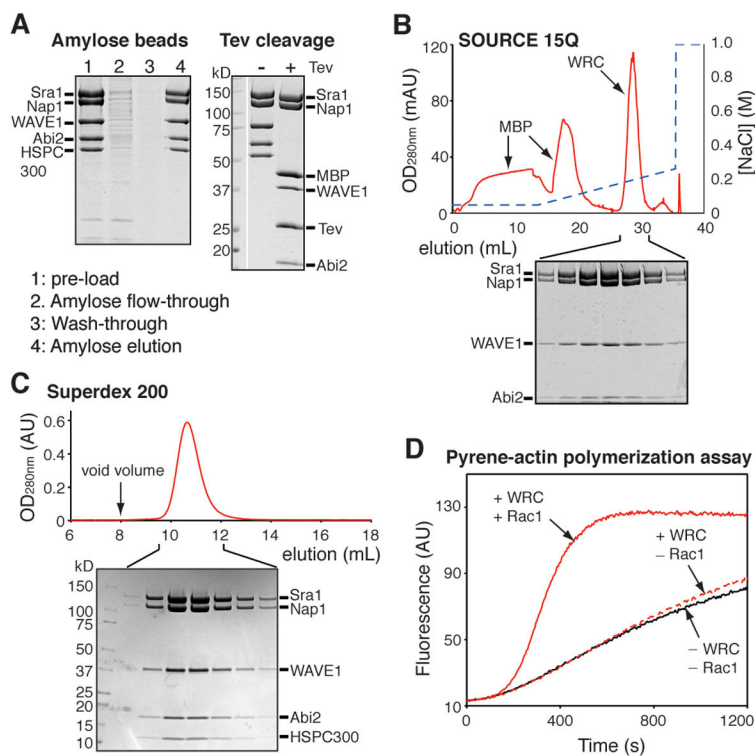 A
Amylose beads
1 2 3 4
Sra1
Nap1
WAVE1
Abi2
HSPC
300
Tev cleavage
kD
− + Tev
150
100
75
50
37
25
20
Sra1
Nap1
MBP
WAVE1
Tev
Abi2
1: pre-load
2. Amylose flow-through
3: Wash-through
4: Amylose elution
B
SOURCE 15Q
OD280nm (mAU)
120
80
40
0
WRC
MBP
1.0
0.8
0.6
0.4
0.2
0
[NaCl] (M)
0 10 20 30 40
elution (mL)
Sra1
Nap1
WAVE1
Abi2
C
Superdex 200
OD280nm (AU)
0.6
0.4
0.2
0
void volume
6 8 10 12 14 16 18
elution (mL)
kD
150
100
75
50
37
25
20
15
10
Sra1
Nap1
WAVE1
Abi2
HSPC300
D
Pyrene-actin polymerization assay
Fluorescence (AU)
130
90
50
10
+ WRC
+ Rac1
+ WRC
− Rac1
− WRC
− Rac1
0 400 800 1200
Time (s)